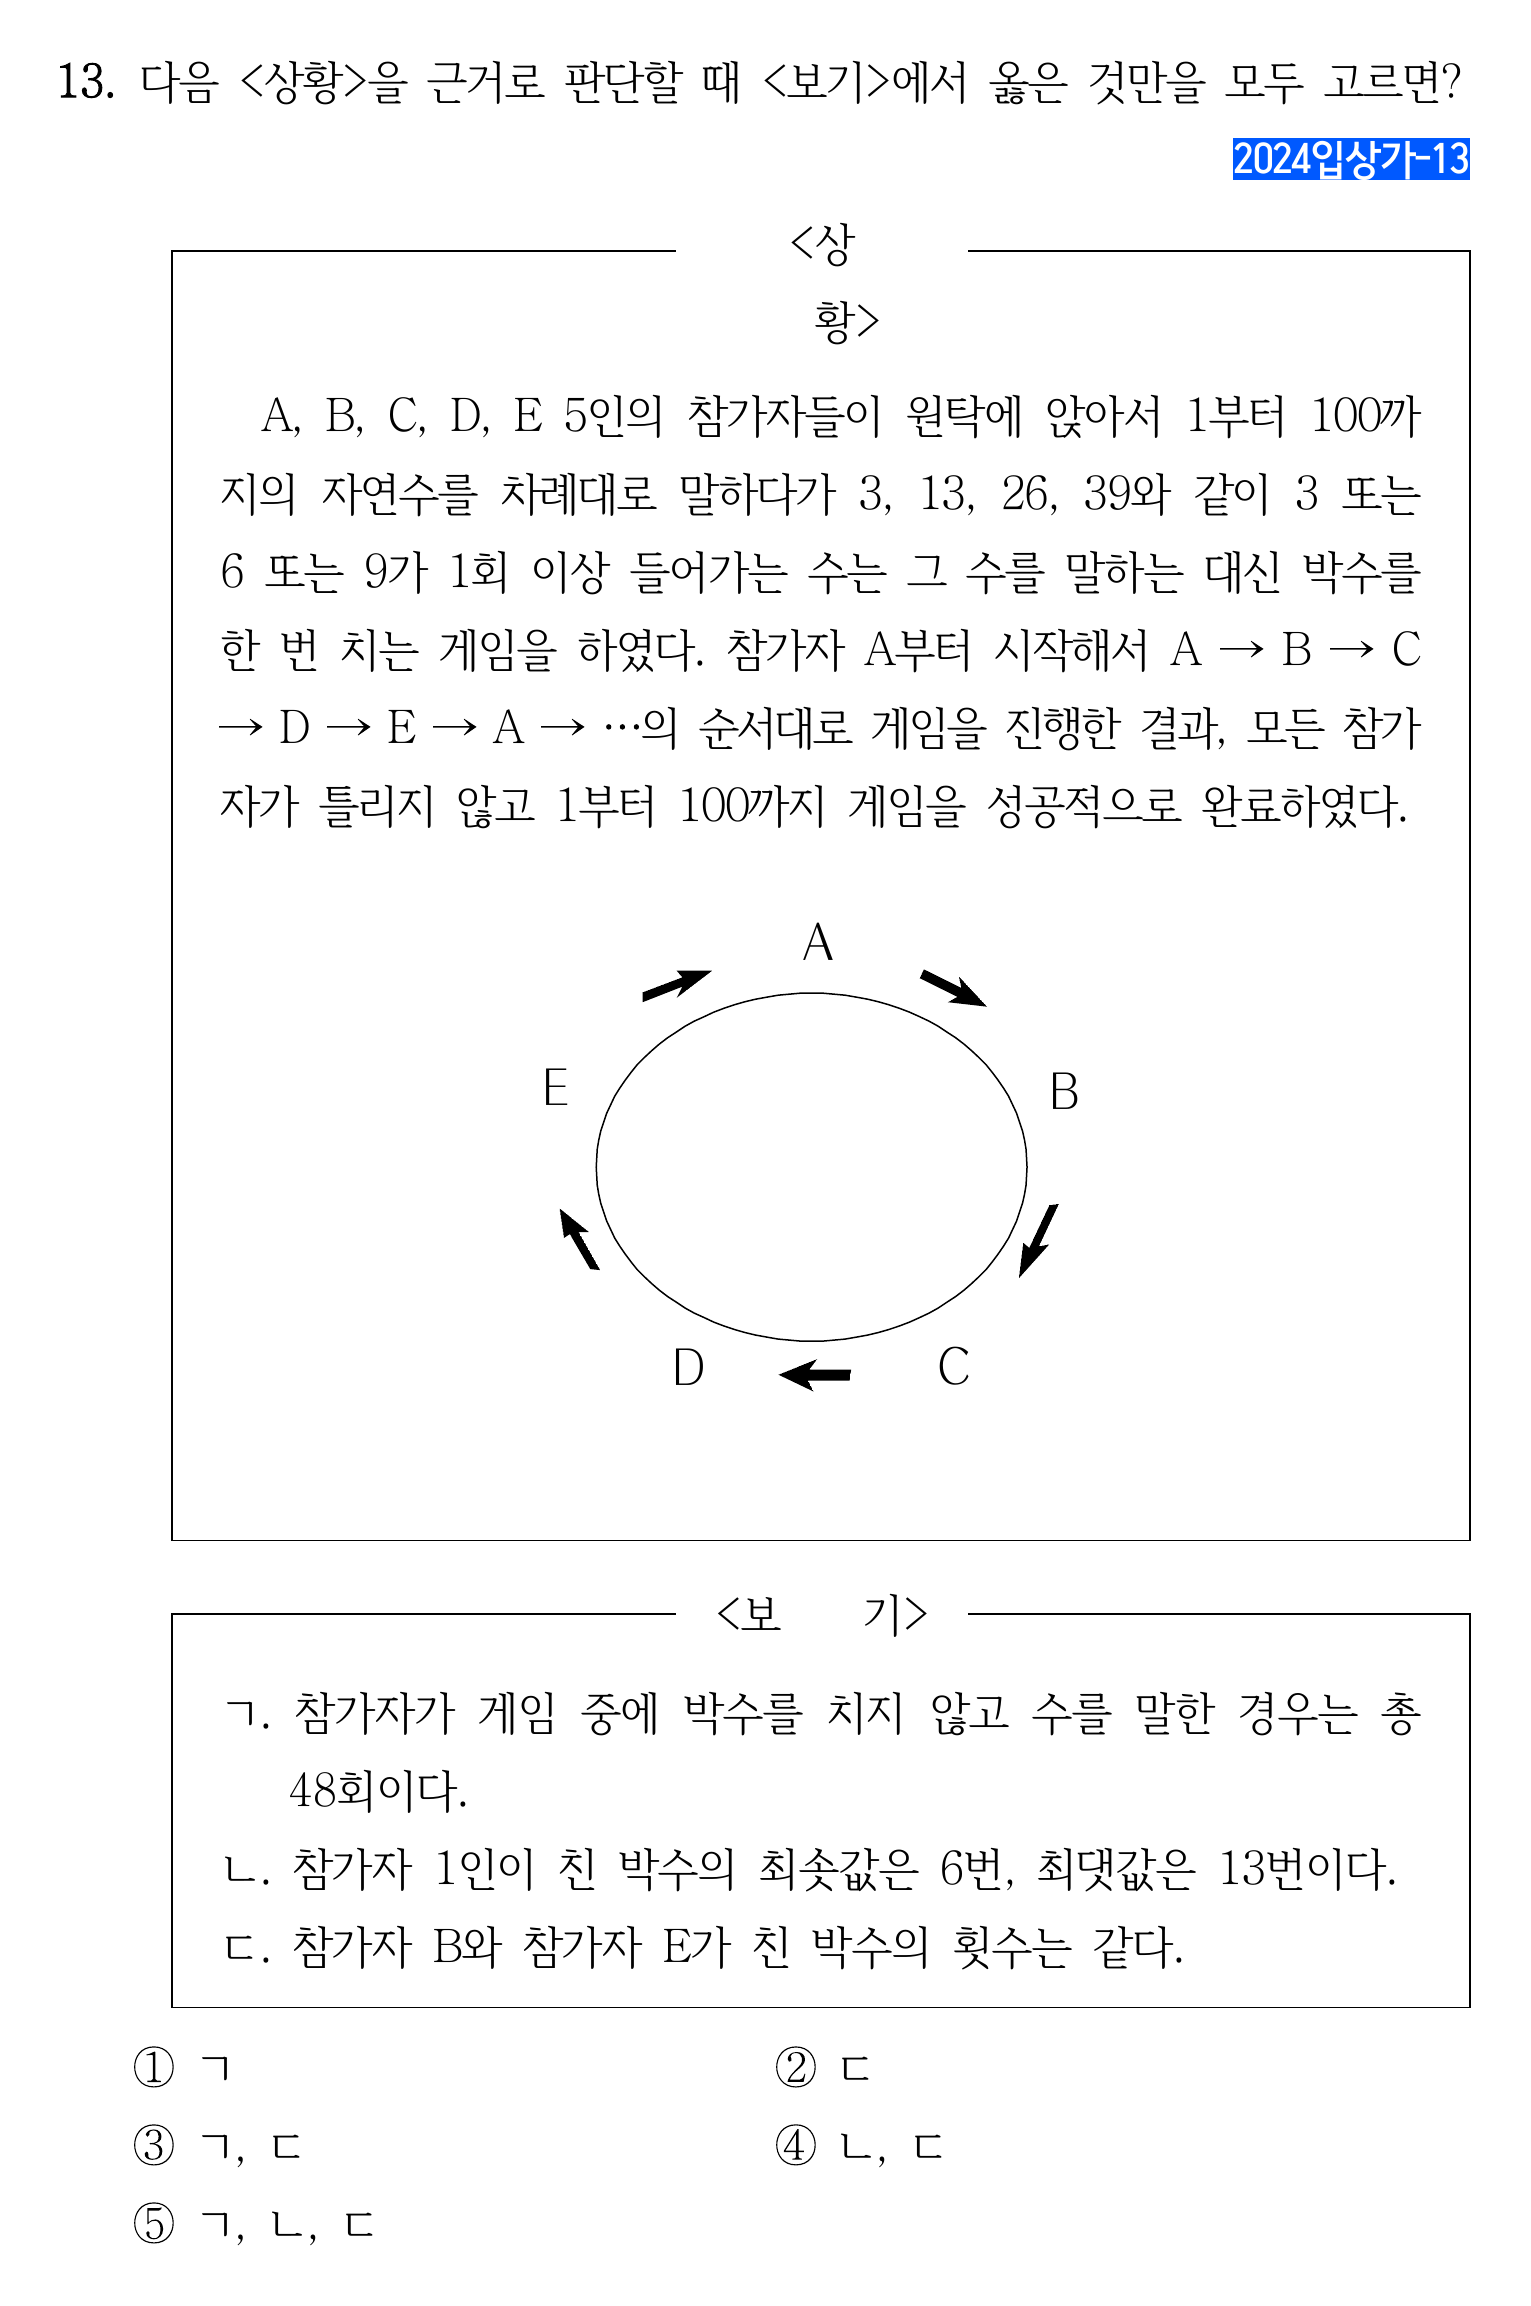 13. 다음 <상황>을 근거로 판단할 때 <보기>에서 옳은 것만을 모두 고르면?
2024입상가-13
<상
황>
A, B, C, D, E 5인의 참가자들이 원탁에 앉아서 1부터 100까
지의 자연수를 차례대로 말하다가 3, 13, 26, 39와 같이 3 또는
6 또는 9가 1회 이상 들어가는 수는 그 수를 말하는 대신 박수를
한 번 치는 게임을 하였다. 참가자 A부터 시작해서 A → B → C
→ D → E → A → …의 순서대로 게임을 진행한 결과, 모든 참가
자가 틀리지 않고 1부터 100까지 게임을 성공적으로 완료하였다.
A
E
B
D
C
<보 기>
ㄱ. 참가자가 게임 중에 박수를 치지 않고 수를 말한 경우는 총
48회이다.
ㄴ. 참가자 1인이 친 박수의 최솟값은 6번, 최댓값은 13번이다.
ㄷ. 참가자 B와 참가자 E가 친 박수의 횟수는 같다.
① ㄱ ② ㄷ
③ ㄱ, ㄷ ④ ㄴ, ㄷ
⑤ ㄱ, ㄴ, ㄷ